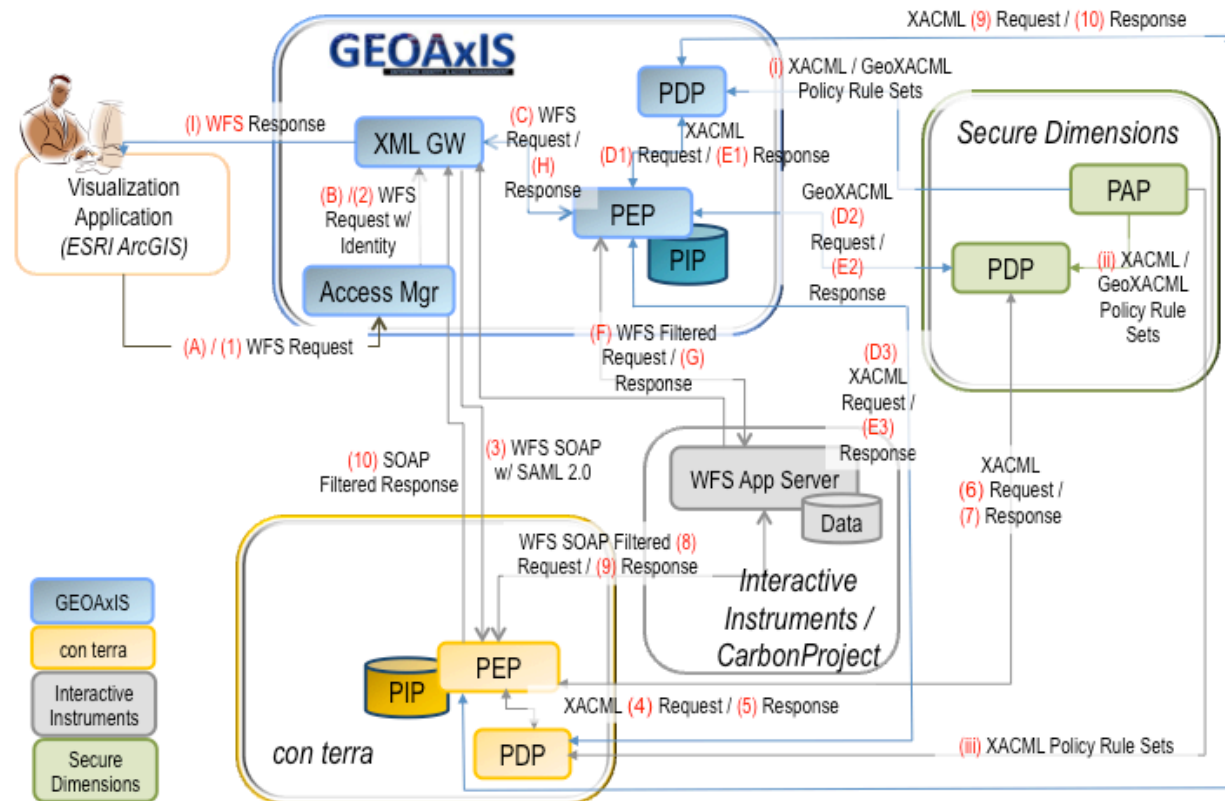 XACML (9) Request / (10) Response
GEOAxIS
(i) XACML / GeoXACML
Policy Rule Sets
PDP
(C) WFS
Request /
(H)
Response
XACML
(D1) Request / (E1) Response
(I) WFS Response
XML GW
Secure Dimensions
Visualization
Application
(ESRI ArcGIS)
(B) /(2) WFS
Request w/
Identity
PEP
PIP
GeoXACML
(D2)
Request /
(E2)
Response
PAP
PDP
(ii) XACML /
GeoXACML
Policy Rule
Sets
Access Mgr
(A) / (1) WFS Request
(F) WFS Filtered
Request / (G)
Response
(D3)
XACML
Request /
(E3)
Response
(10) SOAP
Filtered Response
(3) WFS SOAP
w/ SAML 2.0
WFS App Server
Data
XACML
(6) Request /
(7) Response
WFS SOAP Filtered (8)
Request / (9) Response
Interactive
Instruments /
CarbonProject
GEOAxIS
con terra
Interactive
Instruments
Secure
Dimensions
PEP
PIP
XACML (4) Request / (5) Response
PDP
con terra
(iii) XACML Policy Rule Sets